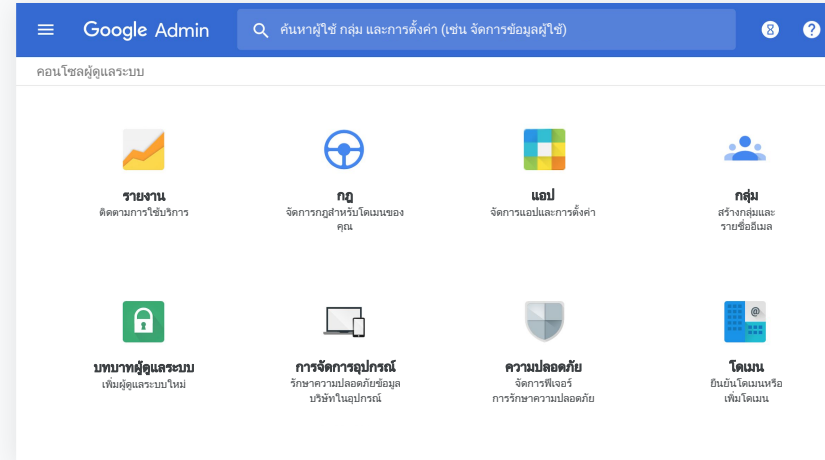 Google Admin
ค้นหาผู้ใช้ กลุ่ม และการตั้งค่า (เช่น จัดการข้อมูลผู้ใช้)
คอนโซลผู้ดูแลระบบ
รายงาน
ติดตามการใช้บริการ
กฎ
จัดการกฎสำหรับโดเมนของ
คุณ
แอป
จัดการแอปและการตั้งค่า
กลุ่ม
สร้างกลุ่มและ
รายชื่ออีเมล
บทบาทผู้ดูแลระบบ
เพิ่มผู้ดูแลระบบใหม่
การจัดการอุปกรณ์
รักษาความปลอดภัยข้อมูล
บริษัทในอุปกรณ์
ความปลอดภัย
จัดการฟีเจอร์
การรักษาความปลอดภัย
โดเมน
ยืนยันโดเมนหรือ
เพิ่มโดเมน